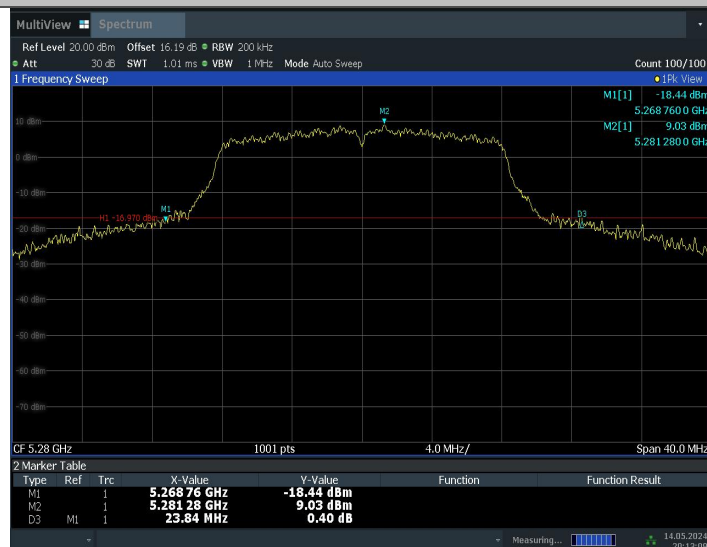 MultiView Spectrum
Ref Level 20.00 dBm Offset 16.19 dB RBW 200 kHz
Att 30 dB SWT 1.01 ms VBW 1 MHz Mode Auto Sweep Count 100/100
1 Frequency Sweep 1Pk View
M1[1] -18.44 dBm
5.268 760 0 GHz
M2[1] 9.03 dBm
5.281 280 0 GHz
M2
10 dBm
0 dBm
-10 dBm
M1
D3
H1 -16.970 dBm
-20 dBm
-30 dBm
-40 dBm
-50 dBm
-60 dBm
-70 dBm
CF 5.28 GHz 1001 pts 4.0 MHz/ Span 40.0 MHz
2 Marker Table
Type Ref Trc X-Value Y-Value Function Function Result
M1 1 5.268 76 GHz -18.44 dBm
M2 1 5.281 28 GHz 9.03 dBm
D3 M1 1 23.84 MHz 0.40 dB
Measuring... 14.05.2024